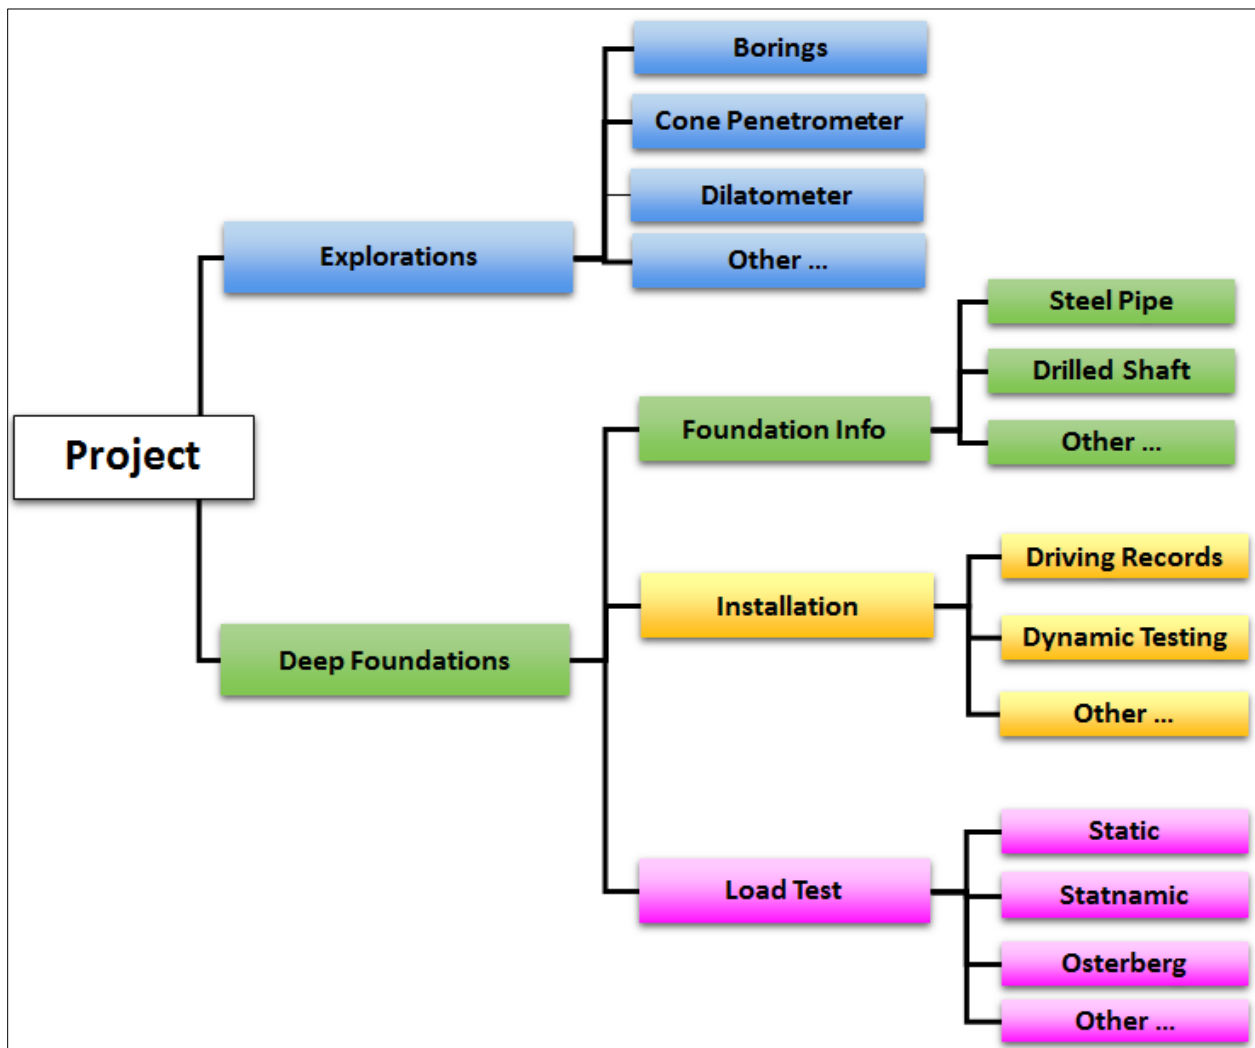 Project
Explorations
Borings
Cone Penetrometer
Dilatometer
Other ...
Deep Foundations
Foundation Info
Steel Pipe
Drilled Shaft
Other ...
Installation
Driving Records
Dynamic Testing
Other ...
Load Test
Static
Statnamic
Osterberg
Other ...